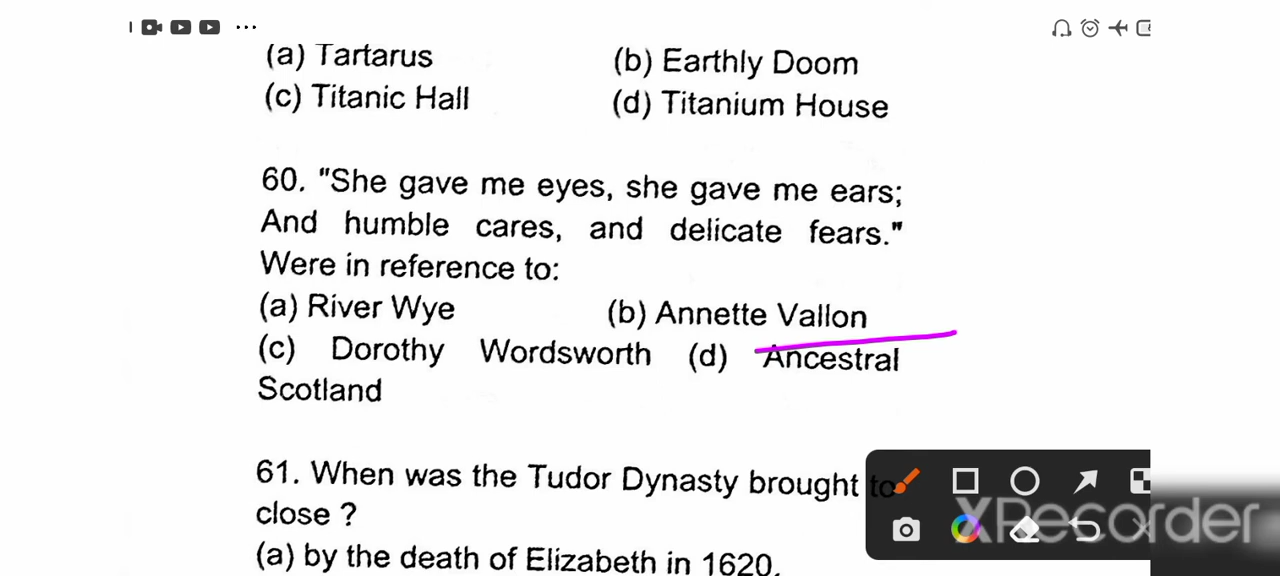 (a) Tartarus (b) Earthly Doom
(c) Titanic Hall (d) Titanium House
60. "She gave me eyes, she gave me ears;
And humble cares, and delicate fears."
Were in reference to:
(a) River Wye (b) Annette Vallon
(c) Dorothy Wordsworth (d) Ancestral
Scotland
61. When was the Tudor Dynasty brought to
close ?
(a) by the death of Elizabeth in 1620.
XRecorder